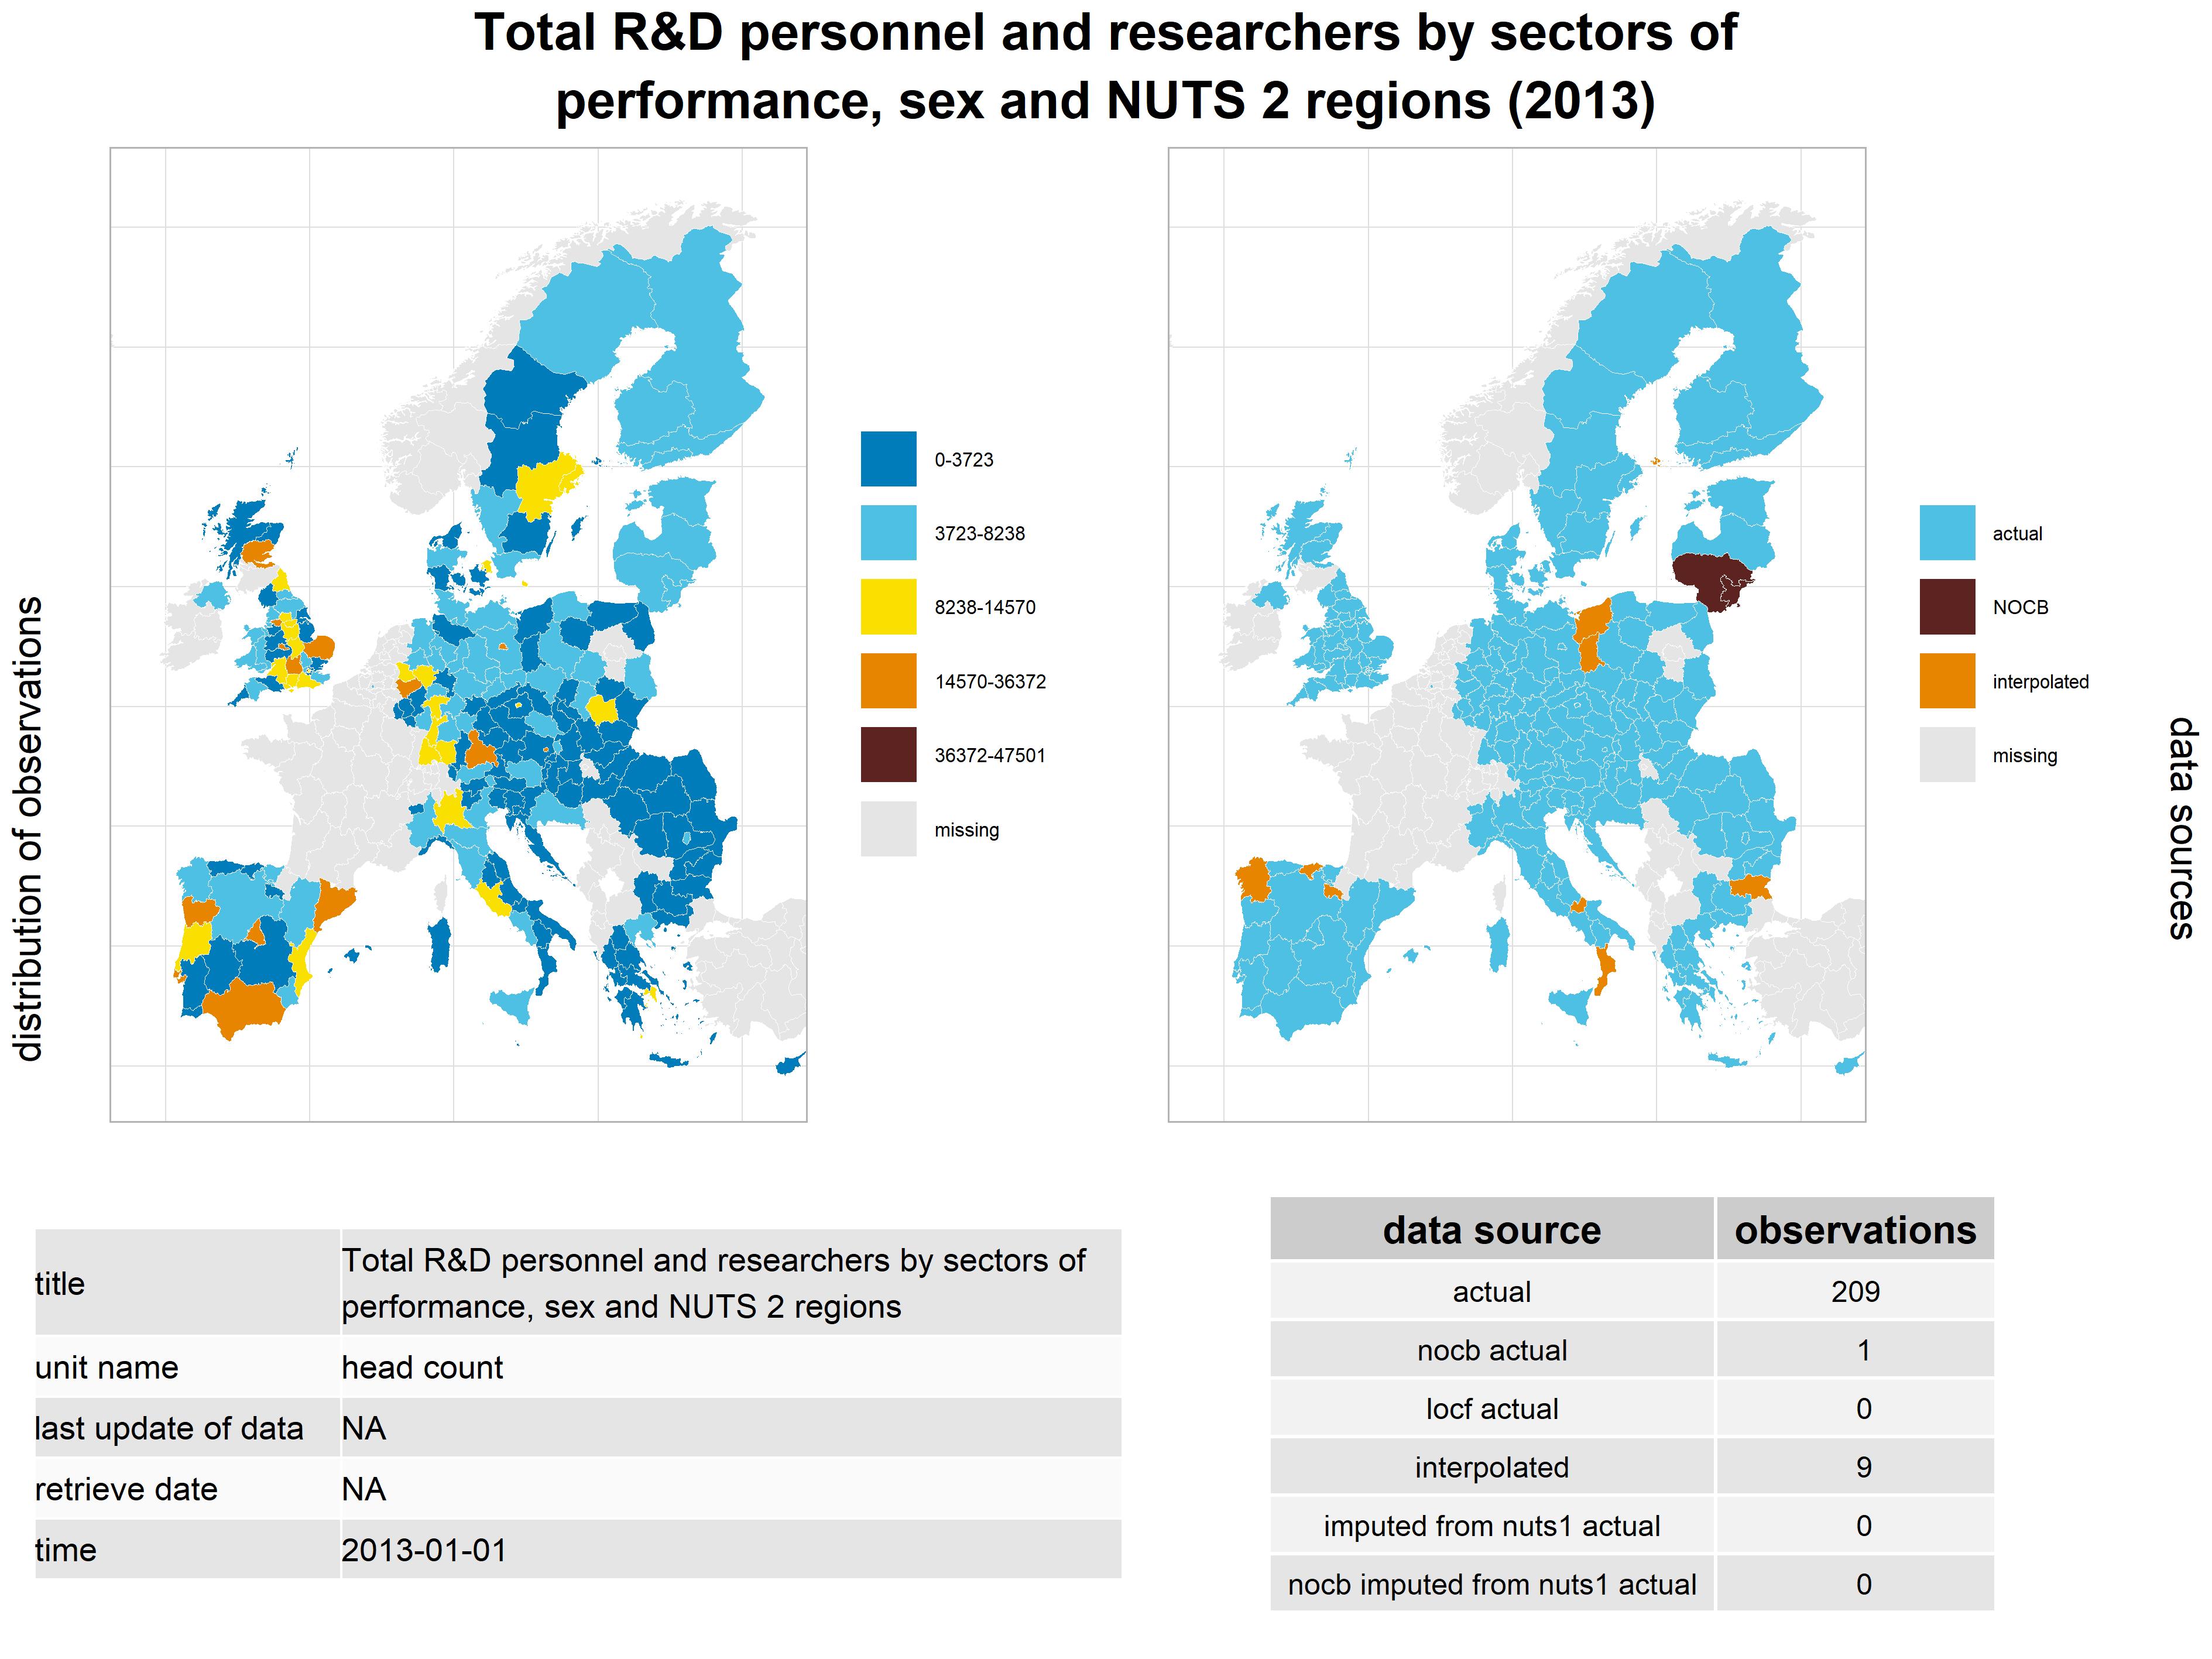 Total R&D personnel and researchers by sectors of
performance, sex and NUTS 2 regions (2013)
distribution of observations
0-3723
3723-8238
8238-14570
14570-36372
36372-47501
missing
actual
NOCB
interpolated
missing
data sources
title
Total R&D personnel and researchers by sectors of
performance, sex and NUTS 2 regions
unit name head count
last update of data NA
retrieve date NA
time 2013-01-01
data source observations
actual 209
nocb actual 1
locf actual 0
interpolated 9
imputed from nuts1 actual 0
nocb imputed from nuts1 actual 0